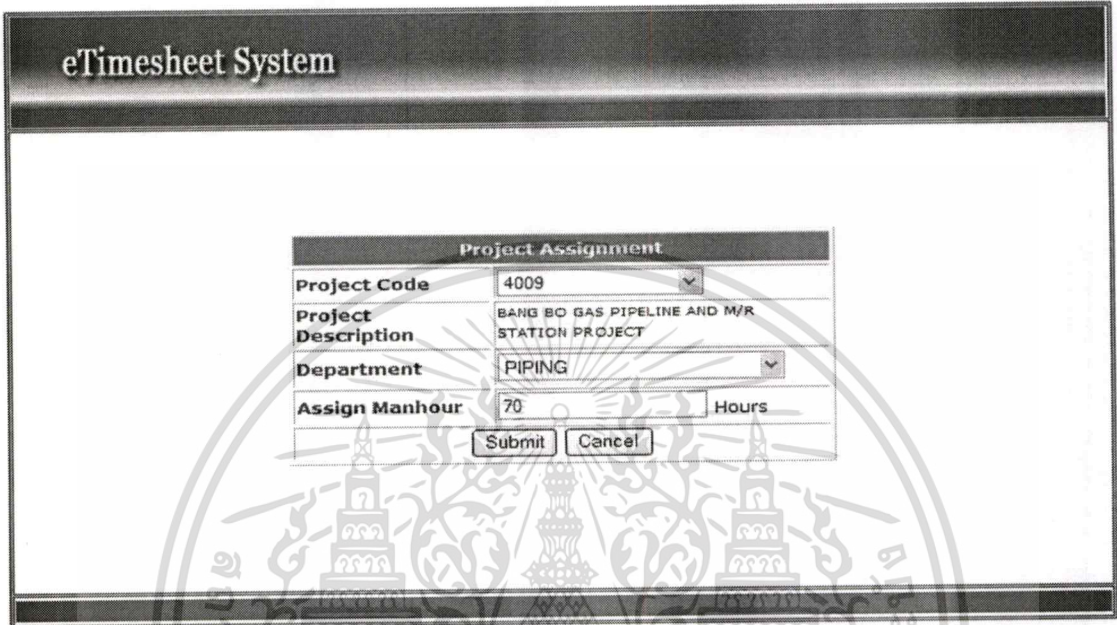 eTimesheet System
Project Assignment
Project Code 4009
Project Description BANG BO GAS PIPELINE AND M/R
STATION PROJECT
Department PIPING
Assign Manhour 70 Hours
Submit Cancel